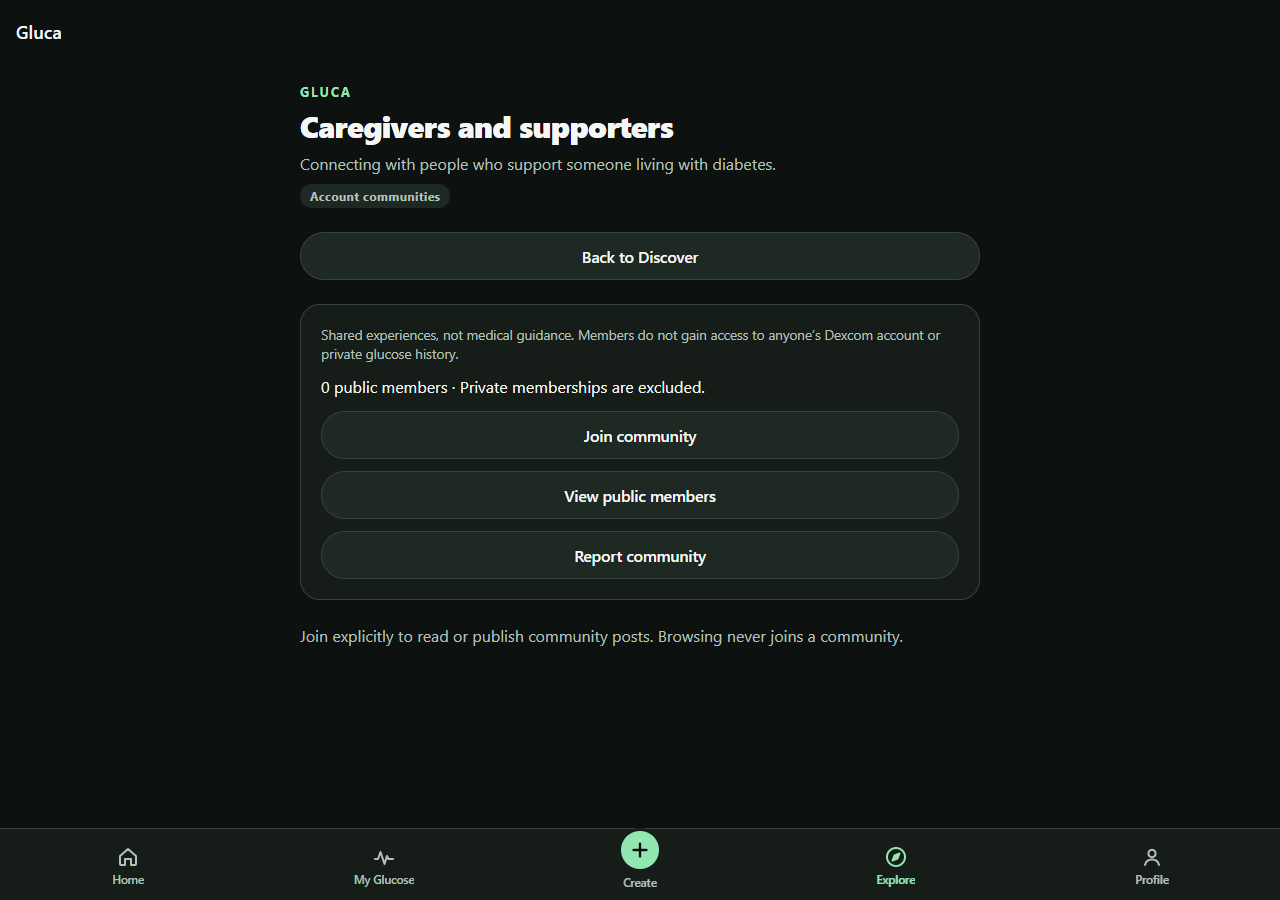 Gluca
GLUCA
Caregivers and supporters
Connecting with people who support someone living with diabetes.
Account communities
Back to Discover
Shared experiences, not medical guidance. Members do not gain access to anyone’s Dexcom account or
private glucose history.
0 public members · Private memberships are excluded.
Join community
View public members
Report community
Join explicitly to read or publish community posts. Browsing never joins a community.
Home
My Glucose
Create
Explore
Profile